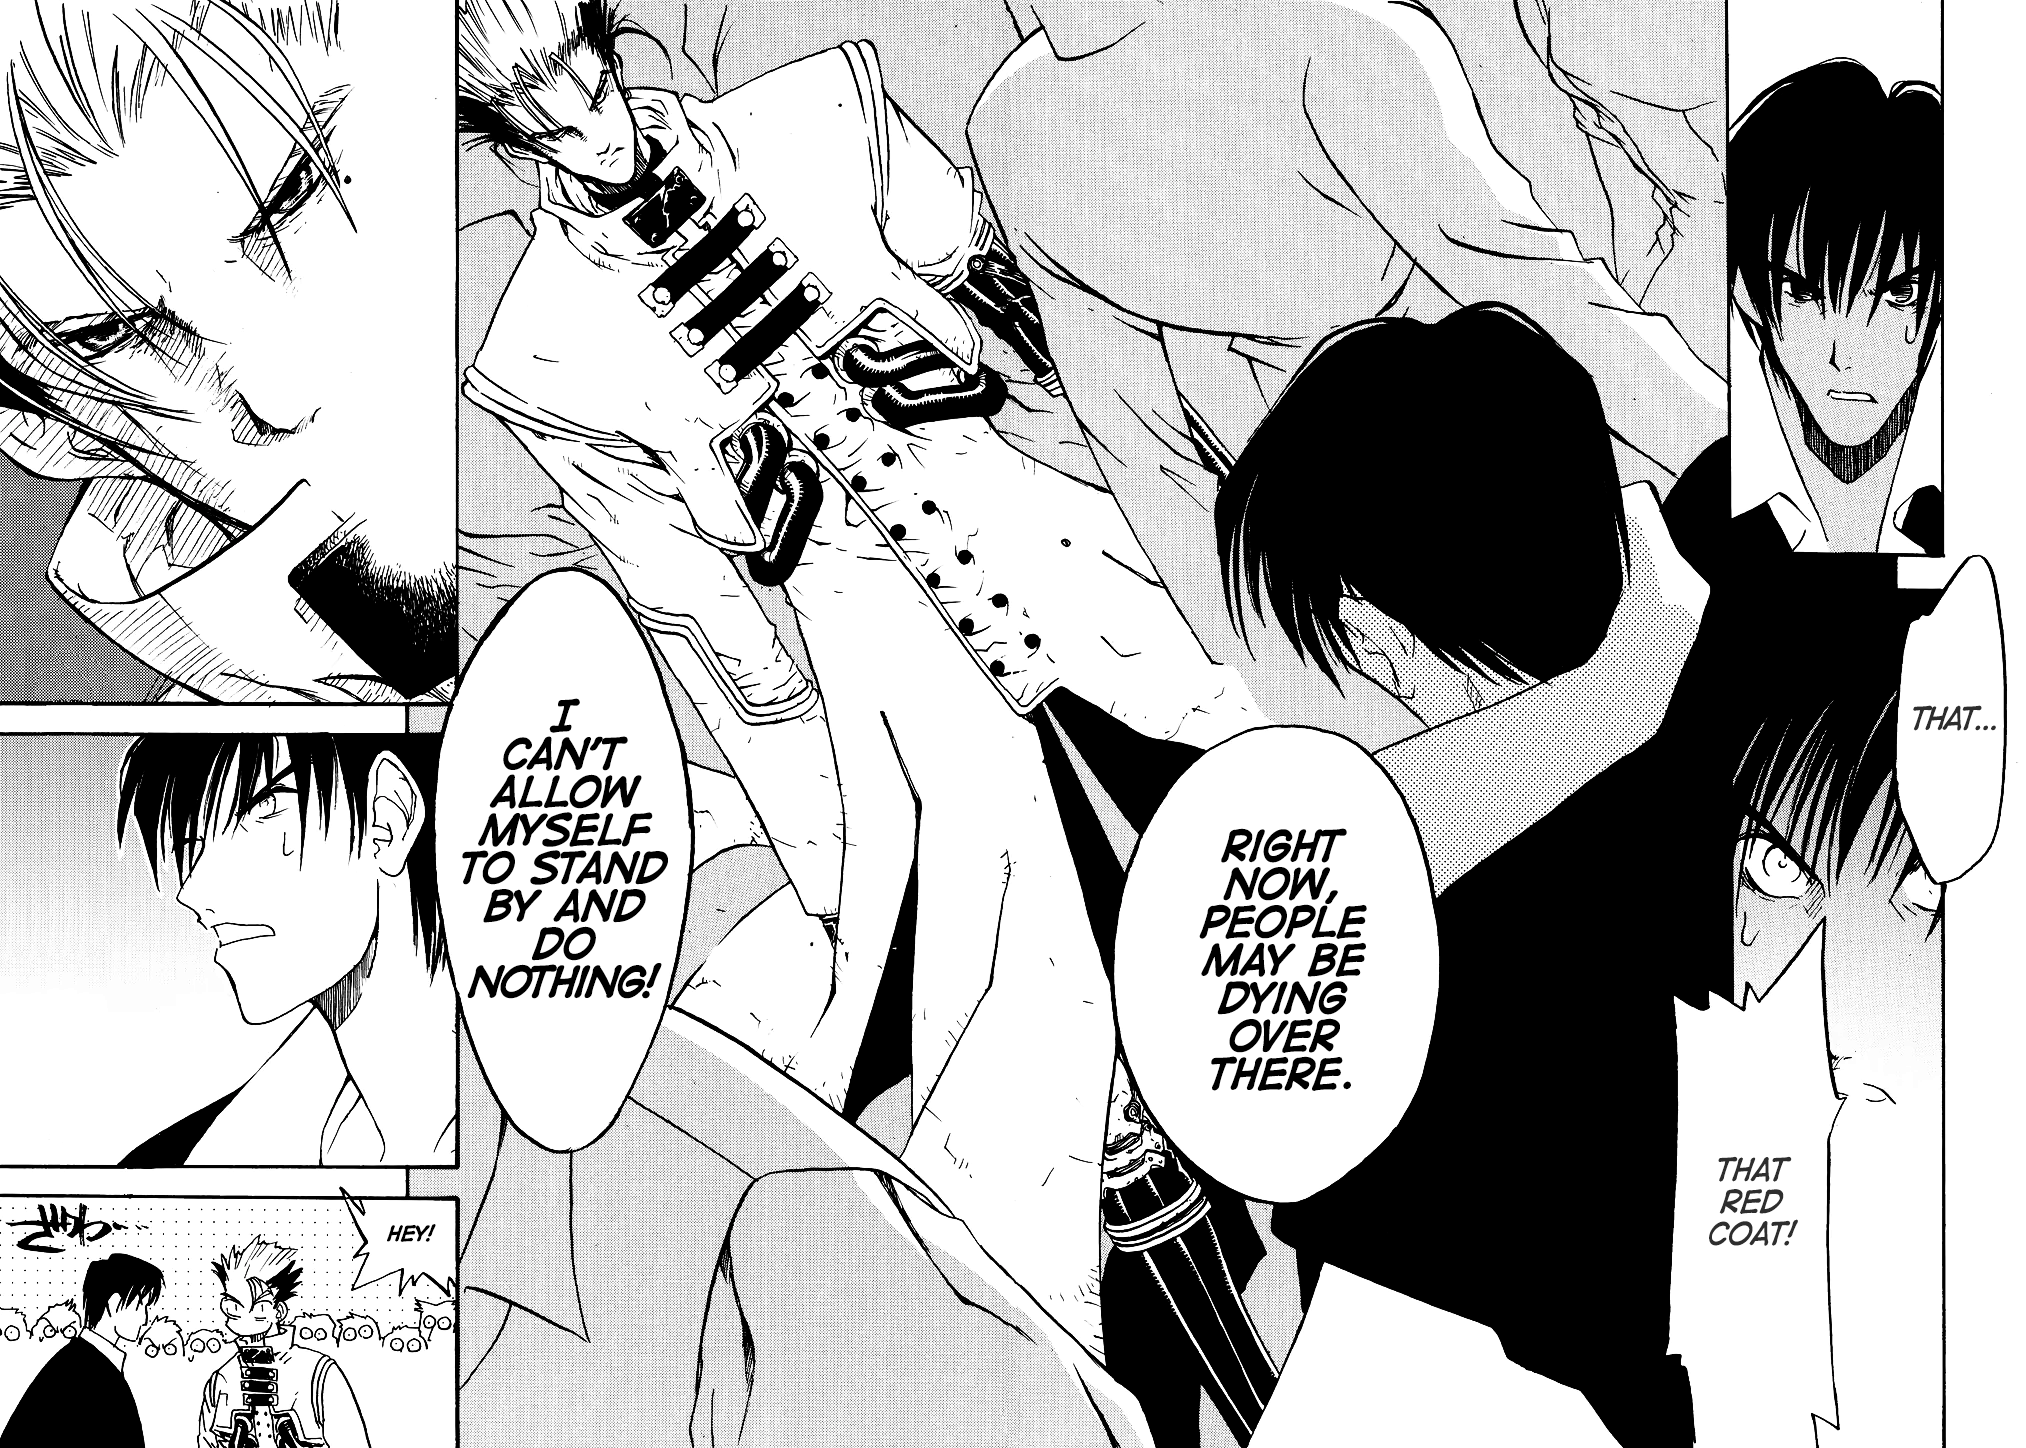 THAT...
THAT
RED
COAT!
RIGHT
NOW,
PEOPLE
MAY BE
DYING
OVER
THERE.
I
CAN'T
ALLOW
MYSELF
TO STAND
BY AND
DO
NOTHING!
HEY!